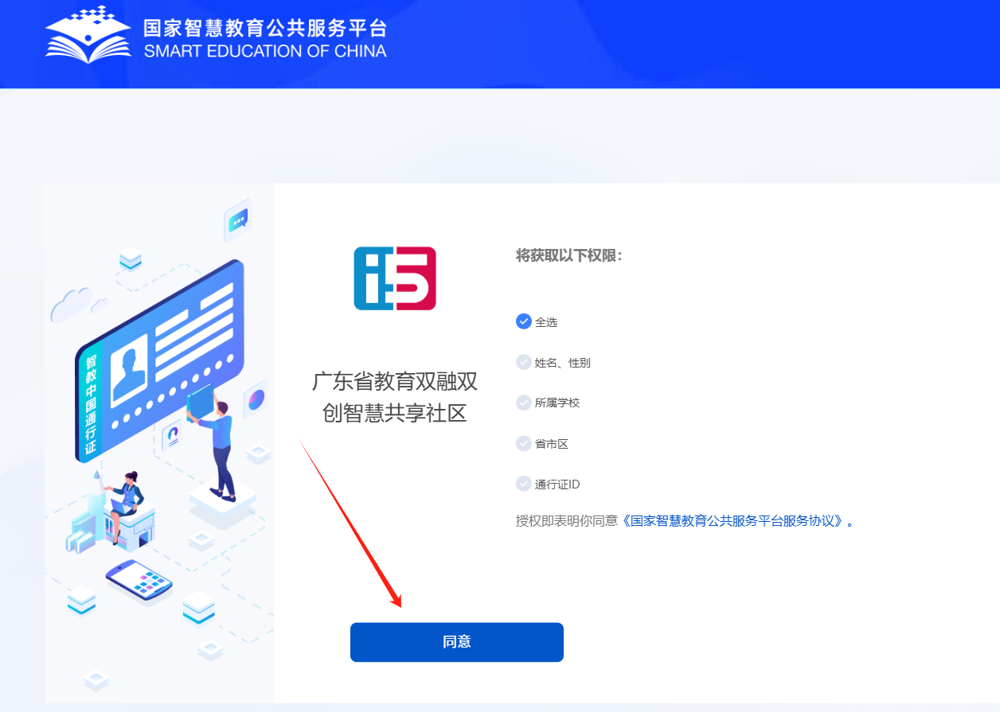 国家智慧教育公共服务平台
SMART EDUCATION OF CHINA
智教中国通行证
广东省教育双融双
创智慧共享社区
将获取以下权限：
全选
姓名、性别
所属学校
省市区
通行证ID
授权即表明你同意《国家智慧教育公共服务平台服务协议》。
同意